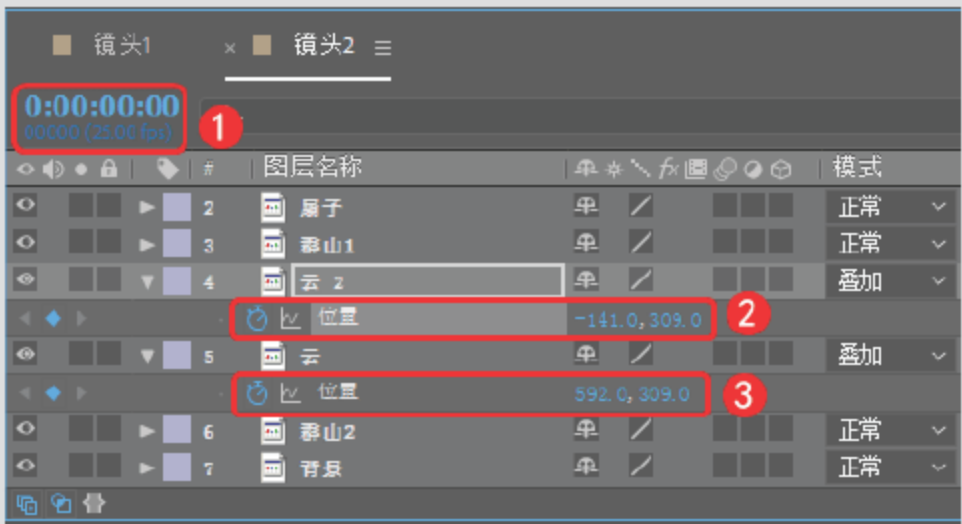 镜头1 × 镜头2
0:00:00:00
00000 (25.00 fps)
1
# 图层名称 fx 模式
2 扇子 正常
3 群山1 正常
4 云 2 叠加
位置 -141.0,309.0 2
5 云 叠加
位置 592.0,309.0 3
6 群山2 正常
7 背景 正常